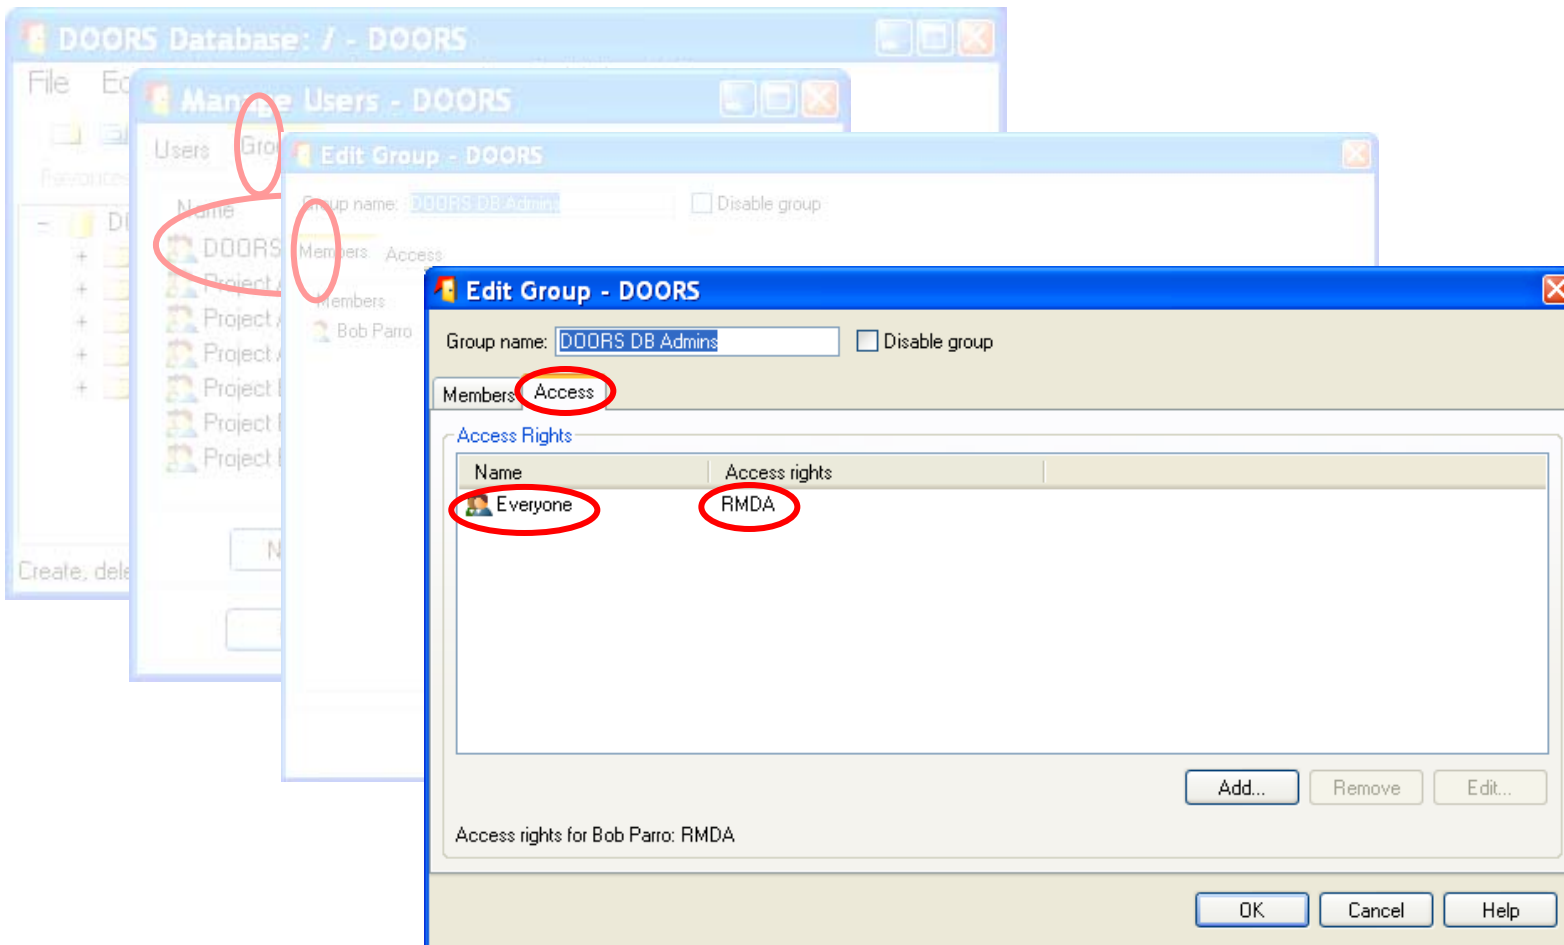 DOORS Database: / - DOORS
File
Manage Users - DOORS
Users
Edit Group - DOORS
Group name: DOORS DB Admins Disable group
Name
DOORS
Members Access
Project
Members
Project
Bob Parro
Project
Project
Project
Project
Create,
Edit Group - DOORS
Group name: DOORS DB Admins Disable group
Members Access
Access Rights
Name Access rights
Everyone RMDA
Add... Remove Edit...
Access rights for Bob Parro: RMDA
OK Cancel Help